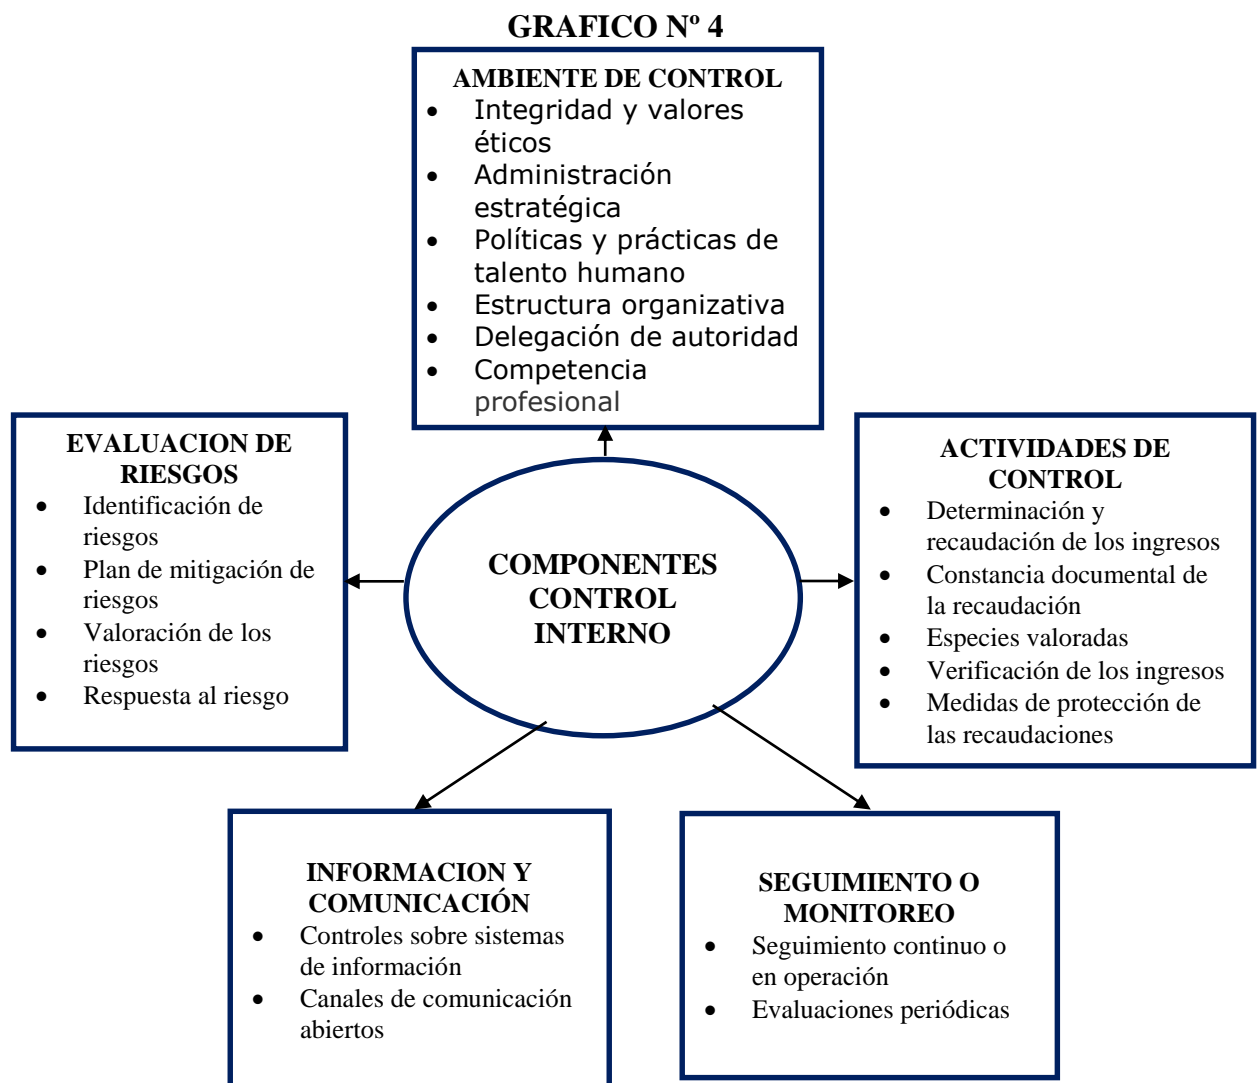 GRAFICO Nº 4
AMBIENTE DE CONTROL
• Integridad y valores
éticos
• Administración
estratégica
• Políticas y prácticas de
talento humano
• Estructura organizativa
• Delegación de autoridad
• Competencia
profesional
EVALUACION DE
RIESGOS
• Identificación de
riesgos
• Plan de mitigación de
riesgos
• Valoración de los
riesgos
• Respuesta al riesgo
COMPONENTES
CONTROL
INTERNO
ACTIVIDADES DE
CONTROL
• Determinación y
recaudación de los ingresos
• Constancia documental de
la recaudación
• Especies valoradas
• Verificación de los ingresos
• Medidas de protección de
las recaudaciones
INFORMACION Y
COMUNICACIÓN
• Controles sobre sistemas
de información
• Canales de comunicación
abiertos
SEGUIMIENTO O
MONITOREO
• Seguimiento continuo o
en operación
• Evaluaciones periódicas